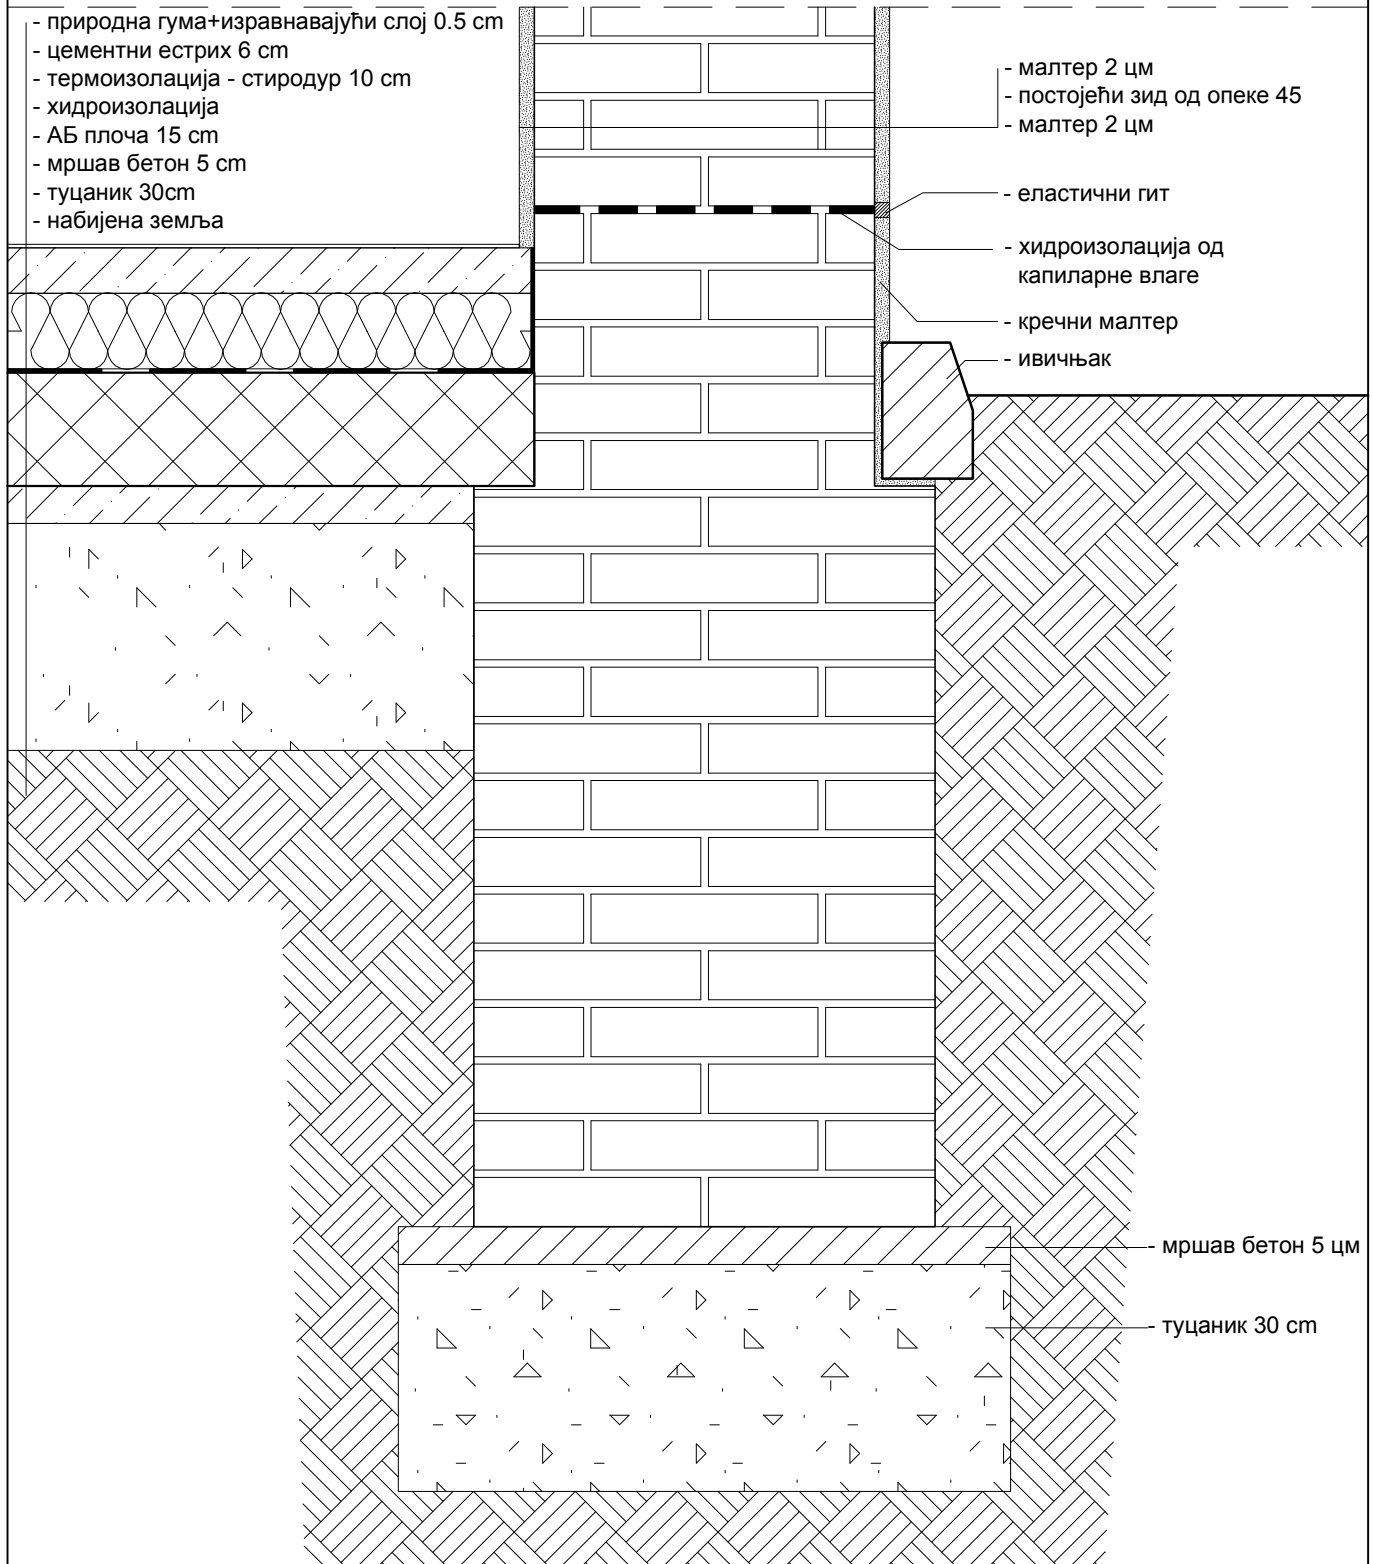 - природна гума+изравнавајући слој 0.5 cm
- цементни естрих 6 cm
- термоизолација - стиродур 10 cm
- хидроизолација
- АБ плоча 15 cm
- мршав бетон 5 cm
- туцаник 30cm
- набијена земља
- малтер 2 цм
- постојећи зид од опеке 45
- малтер 2 цм
- еластични гит
- хидроизолација од
капиларне влаге
- кречни малтер
- ивичњак
- мршав бетон 5 цм
- туцаник 30 cm